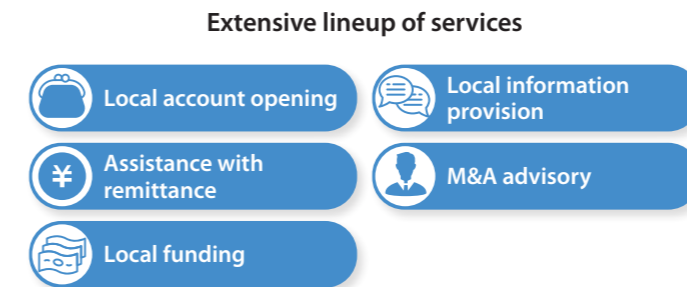 Extensive lineup of services
Local account opening
Local information
provision
¥
Assistance with
remittance
M&A advisory
Local funding